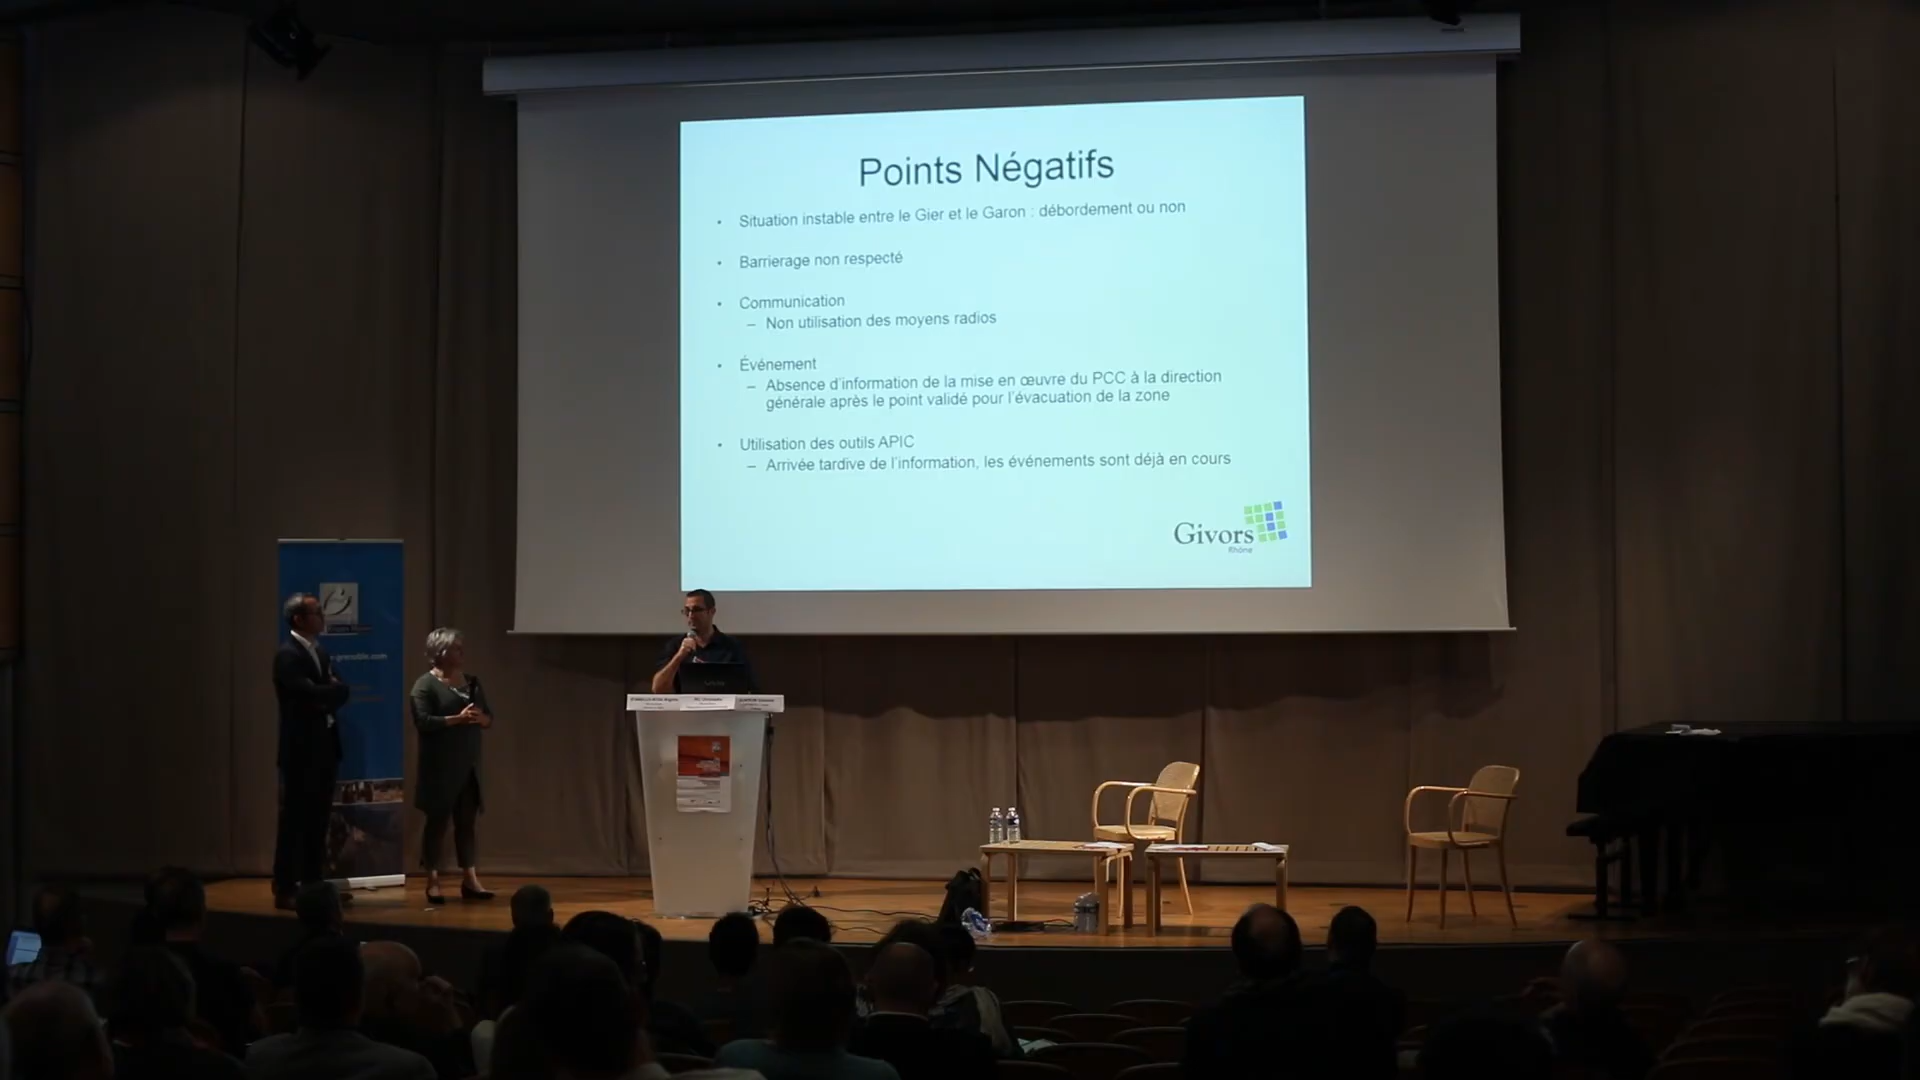 Points Négatifs
• Situation instable entre le Gier et le Garon : débordement ou non
• Barrierage non respecté
• Communication
– Non utilisation des moyens radios
• Événement
– Absence d'information de la mise en œuvre du PCC à la direction
générale après le point validé pour l'évacuation de la zone
• Utilisation des outils APIC
– Arrivée tardive de l'information, les événements sont déjà en cours
Givors
Rhône